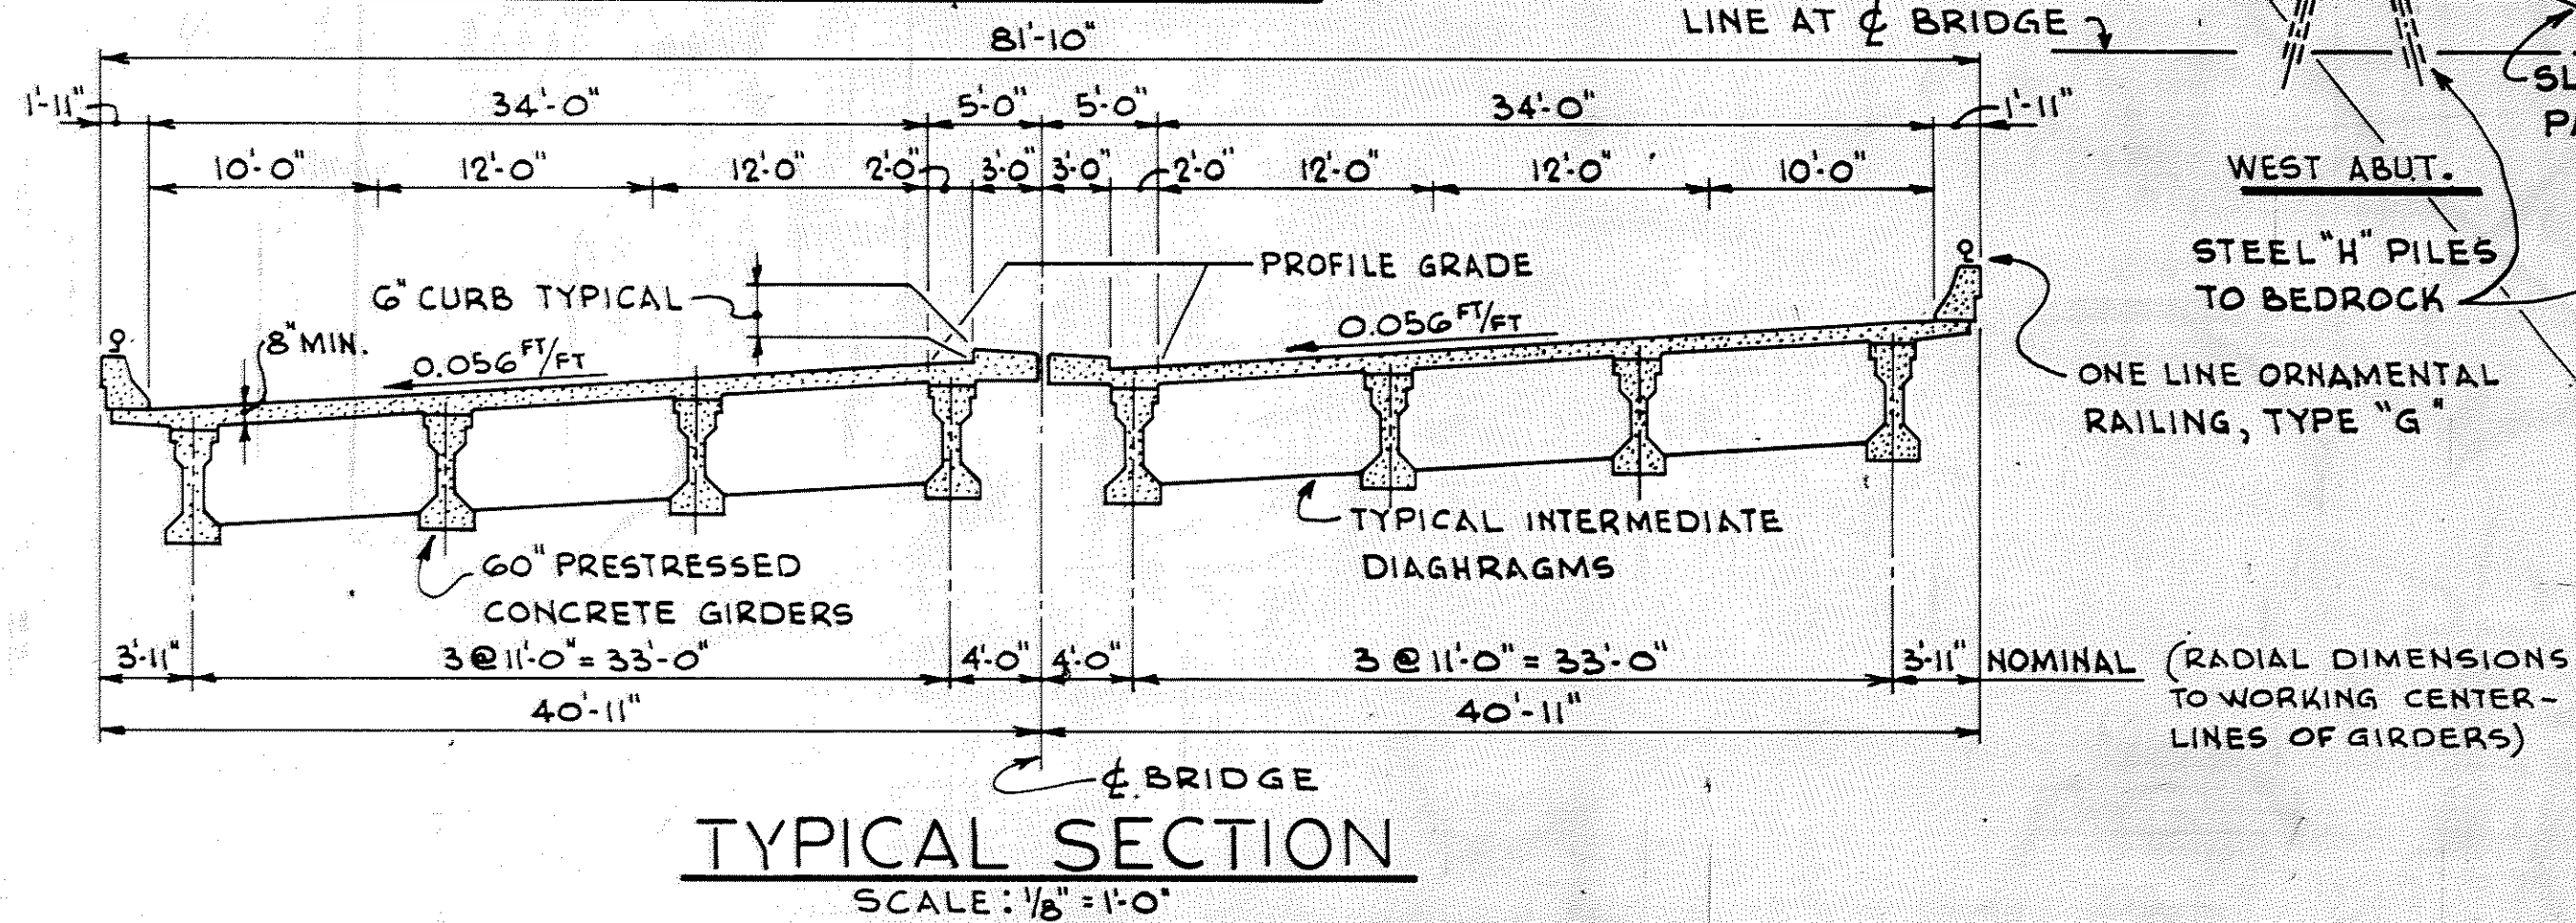 LINE AT ℄ BRIDGE
81'-10"
1'-11"
34'-0"
5'-0"
5'-0"
34'-0"
1'-11"
10'-0"
12'-0"
12'-0"
2'-0"
3'-0"
3'-0"
2'-0"
12'-0"
12'-0"
10'-0"
WEST ABUT.
STEEL "H" PILES
TO BEDROCK
PROFILE GRADE
6" CURB TYPICAL
8" MIN.
0.056 FT/FT
0.056 FT/FT
ONE LINE ORNAMENTAL
RAILING, TYPE "G"
TYPICAL INTERMEDIATE
DIAGHRAGMS
60" PRESTRESSED
CONCRETE GIRDERS
3'-11"
3 @ 11'-0" = 33'-0"
4'-0"
4'-0"
3 @ 11'-0" = 33'-0"
3'-11"
NOMINAL (RADIAL DIMENSIONS
TO WORKING CENTER-
LINES OF GIRDERS)
40'-11"
40'-11"
℄ BRIDGE
TYPICAL SECTION
SCALE: 1/8" = 1'-0"